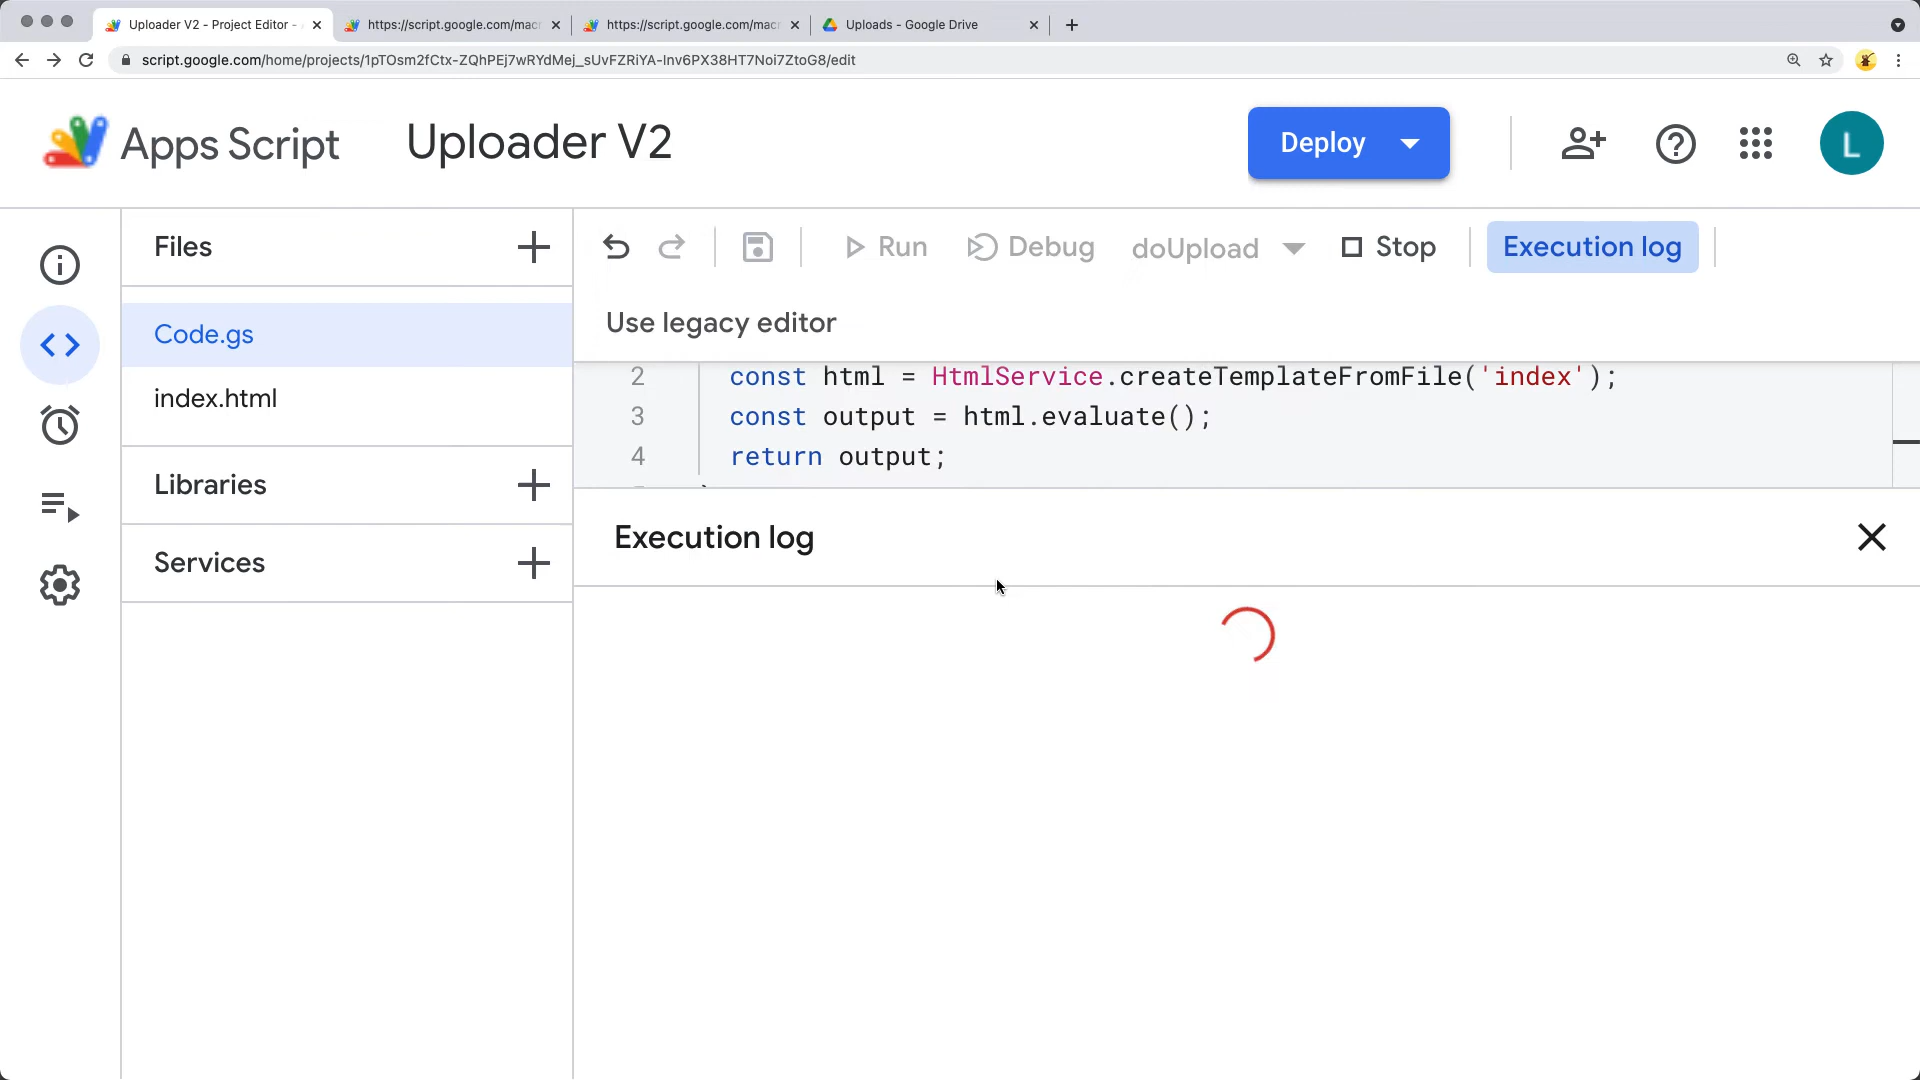 Uploader V2 - Project Editor -
https://script.google.com/mac
https://script.google.com/mac
Uploads - Google Drive
script.google.com/home/projects/1pTOsm2fCtx-ZQhPEj7wRYdMej_sUvFZRiYA-lnv6PX38HT7Noi7ZtoG8/edit
Apps Script
Uploader V2
Deploy
L
Files
Run
Debug
doUpload
Stop
Execution log
Use legacy editor
Code.gs
index.html
Libraries
Services
2 const html = HtmlService.createTemplateFromFile('index');
3 const output = html.evaluate();
4 return output;
Execution log